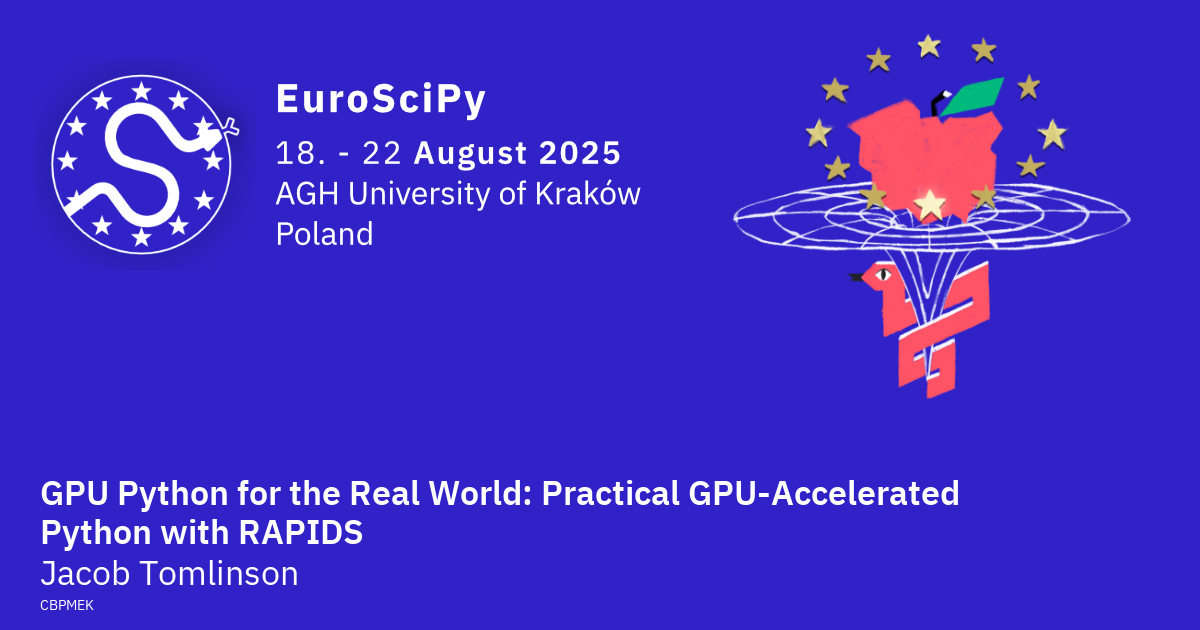 EuroSciPy
18. - 22 August 2025
AGH University of Kraków
Poland
GPU Python for the Real World: Practical GPU-Accelerated
Python with RAPIDS
Jacob Tomlinson
CBPMEK